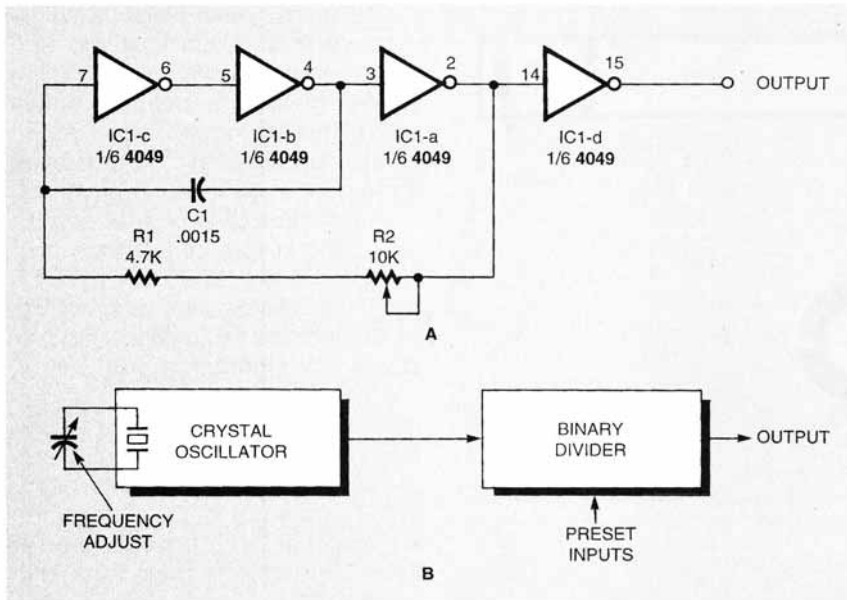 7
6
5
4
3
2
14
15
OUTPUT
IC1-c
1/6 4049
IC1-b
1/6 4049
IC1-a
1/6 4049
IC1-d
1/6 4049
C1
.0015
R1
4.7K
R2
10K
A
CRYSTAL
OSCILLATOR
BINARY
DIVIDER
OUTPUT
FREQUENCY
ADJUST
PRESET
INPUTS
B